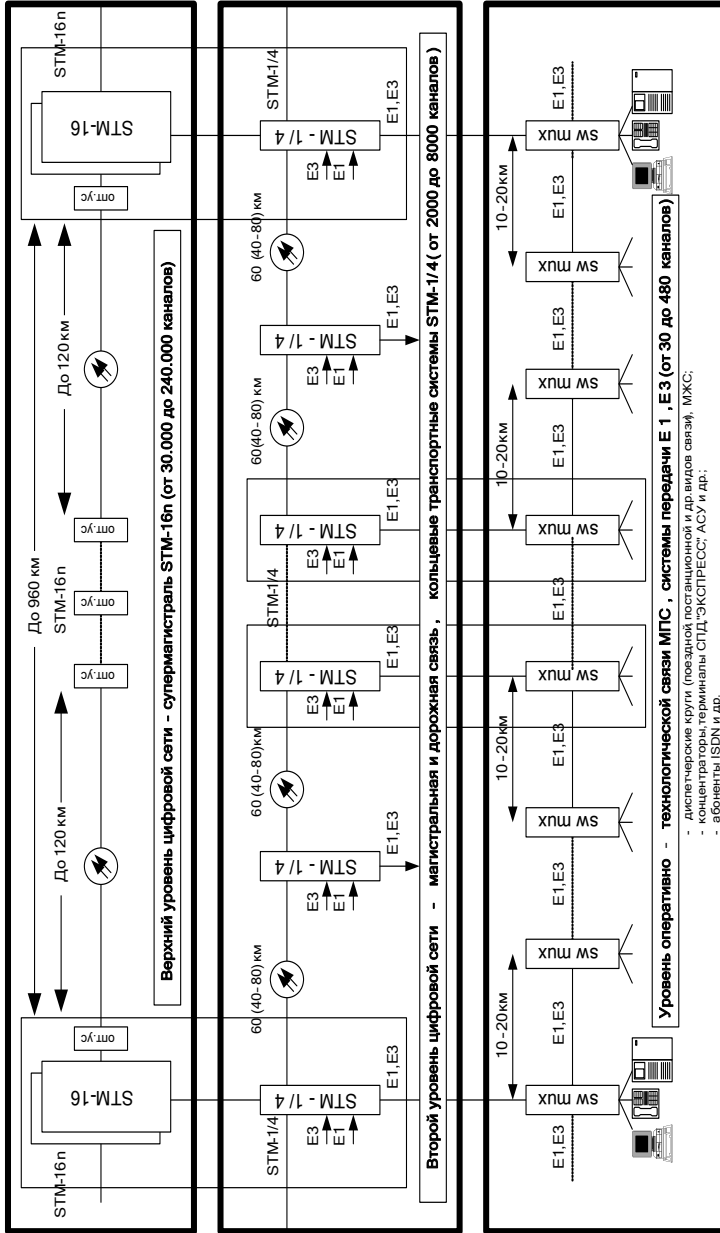 STM-16n
STM-16
опт.ус
До 120 км
До 960 км
опт.ус
STM-16n
опт.ус
опт.ус
До 120 км
опт.ус
STM-16
STM-16n
Верхний уровень цифровой сети - супермагистраль STM-16n (от 30.000 до 240.000 каналов)
STM-1/4
60 (40-80) км
60 (40-80) км
STM-1/4
60(40-80) км
60 (40-80) км
STM-1/4
STM - 1/4
STM - 1/4
STM - 1/4
STM - 1/4
STM - 1/4
STM - 1/4
E3
E1
E1,E3
E3
E1
E1,E3
E3
E1
E1,E3
E3
E1
E1,E3
E3
E1
E1,E3
E3
E1
E1,E3
Второй уровень цифровой сети - магистральная и дорожная связь, кольцевые транспортные системы STM-1/4 ( от 2000 до 8000 каналов)
10-20км
10-20км
10-20км
10-20км
E1,E3
sw mux
E1,E3
sw mux
E1,E3
sw mux
E1,E3
sw mux
E1,E3
sw mux
E1,E3
sw mux
E1,E3
sw mux
E1,E3
sw mux
E1,E3
Уровень оперативно - технологической связи МПС , системы передачи Е 1 , Е 3 (от 30 до 480 каналов)
- диспетчерские круги (поездной, постанционной и др.видов связи), МЖС;
- концентраторы,терминалы СПД,"ЭКСПРЕСС", АСУ и др.;
- абоненты ISDN и др.